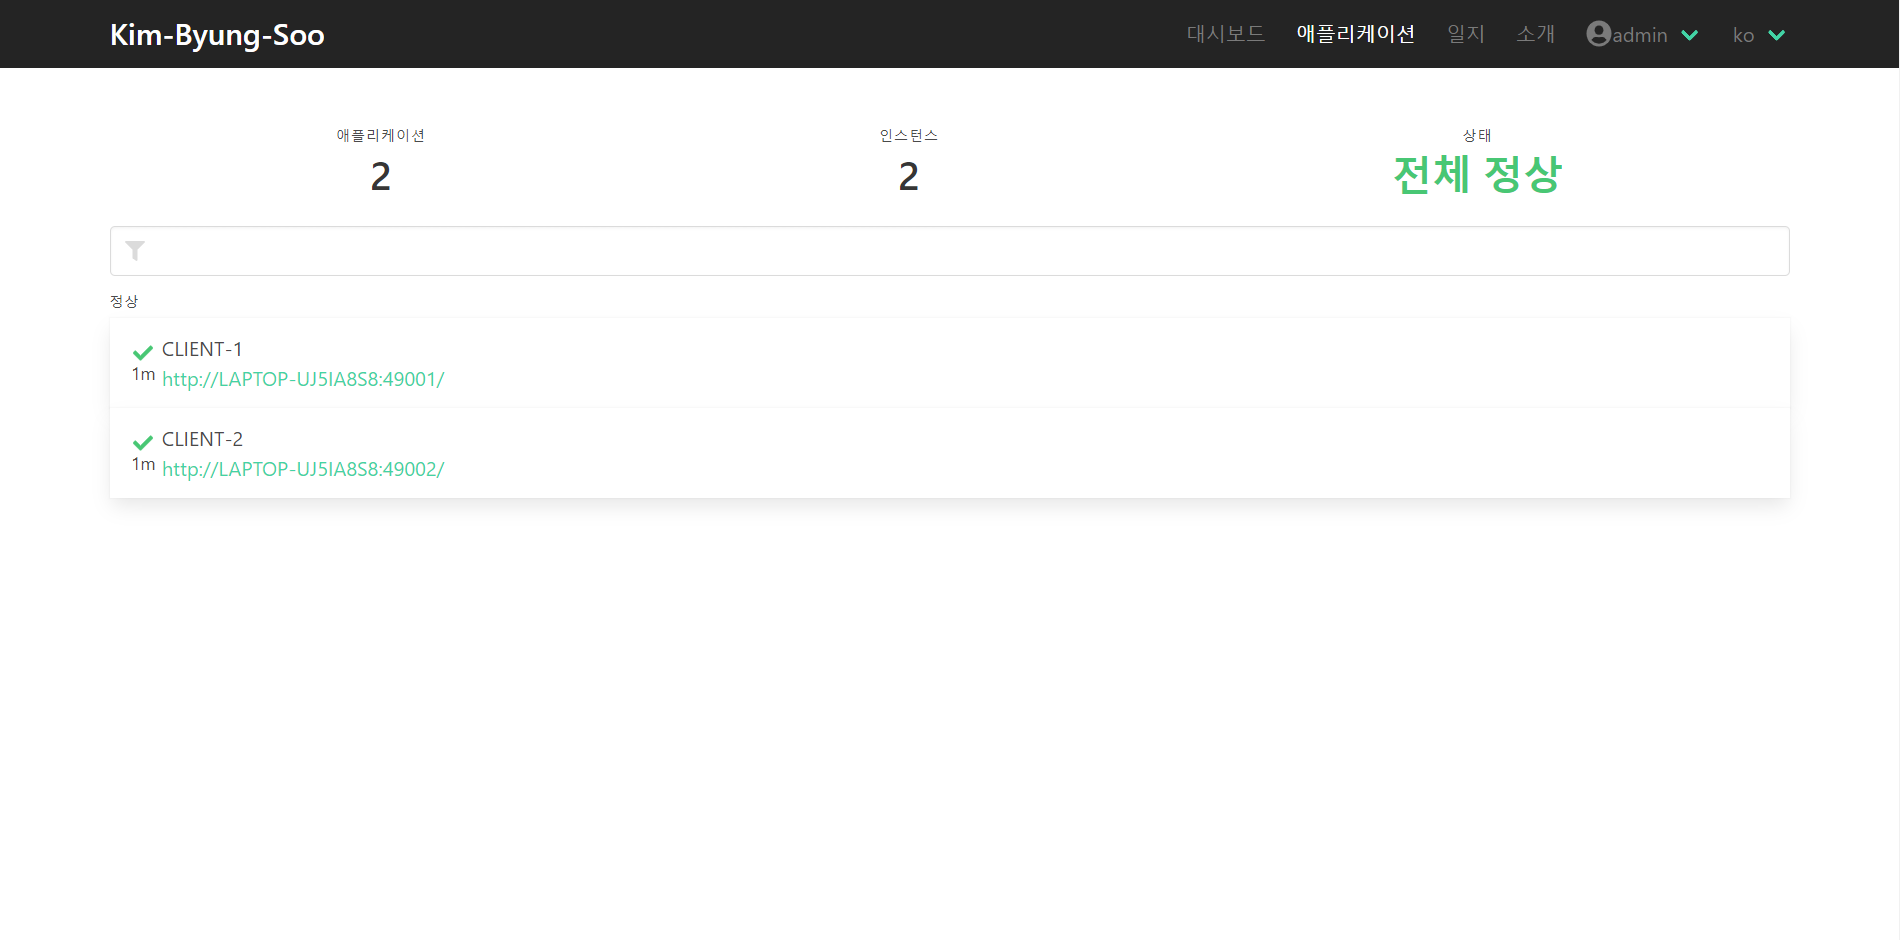 Kim-Byung-Soo
대시보드 애플리케이션 일지 소개 admin ko
애플리케이션
2
인스턴스
2
상태
전체 정상
정상
CLIENT-1
1m http://LAPTOP-UJ5IA8S8:49001/
CLIENT-2
1m http://LAPTOP-UJ5IA8S8:49002/